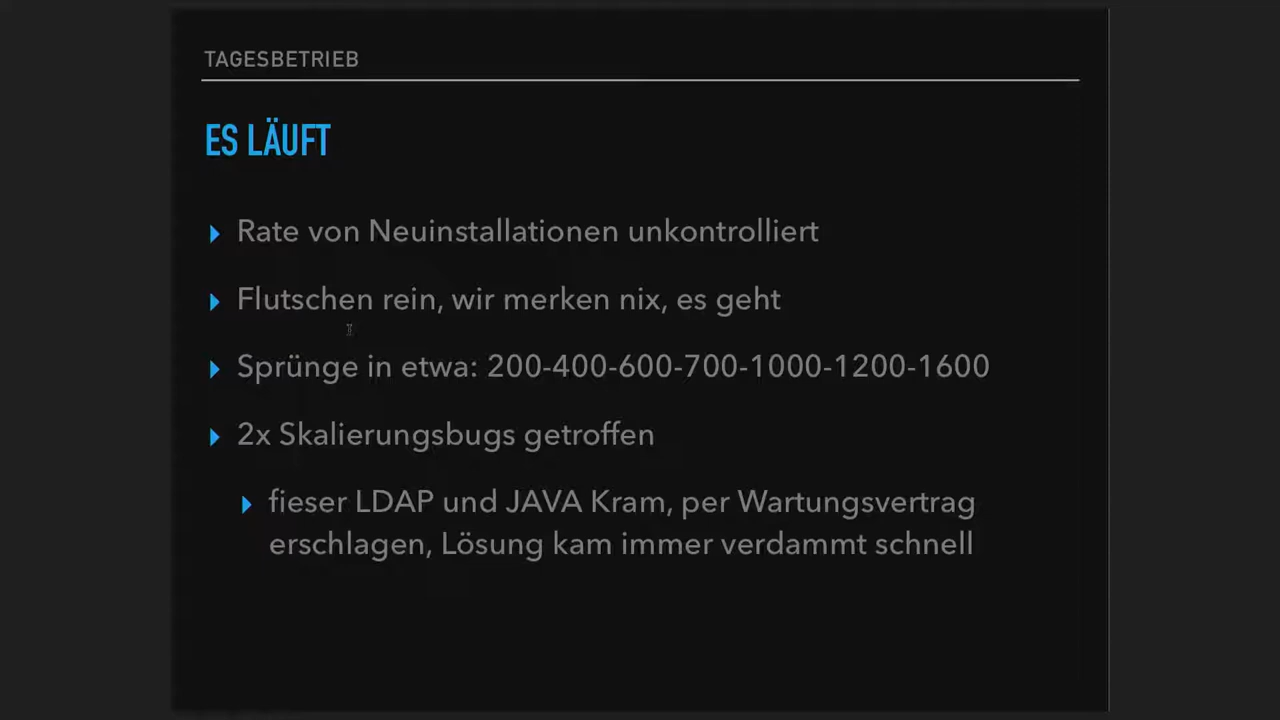 TAGESBETRIEB
ES LÄUFT
Rate von Neuinstallationen unkontrolliert
Flutschen rein, wir merken nix, es geht
Sprünge in etwa: 200-400-600-700-1000-1200-1600
2x Skalierungsbugs getroffen
fieser LDAP und JAVA Kram, per Wartungsvertrag
erschlagen, Lösung kam immer verdammt schnell